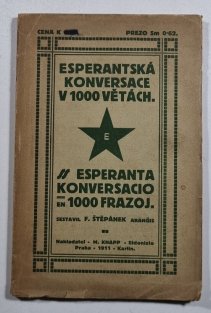 CENA K
PREZO Sm 0·62.
ESPERANTSKÁ
KONVERSACE
V 1000 VĚTÁCH.
E
// ESPERANTA
KONVERSACIO
EN 1000 FRAZOJ.
SESTAVIL F. ŠTĚPÁNEK ARANĜIS
Nakladatel - M. KNAPP - Eldonisto
Praha - 1911 - Karlín.